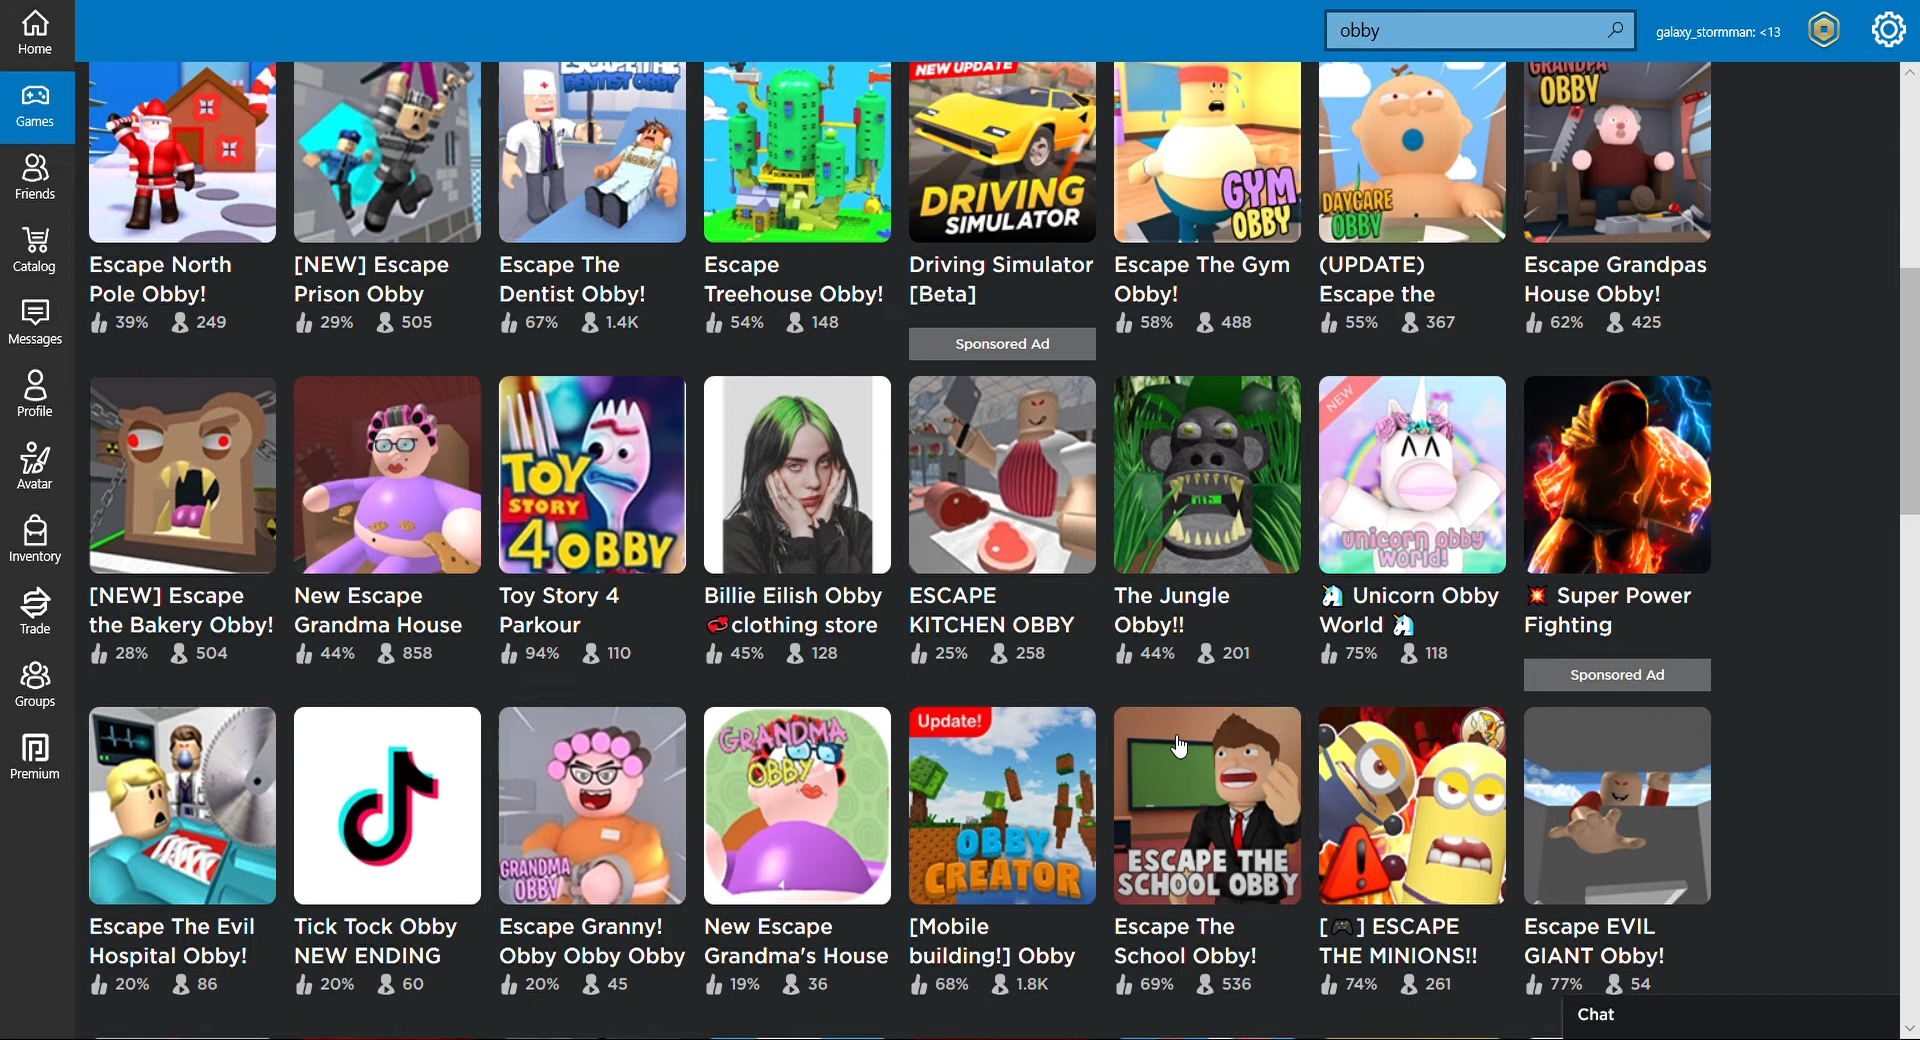 Home
obby
galaxy_stormman: <13
Games
Friends
Catalog
Messages
Profile
Avatar
Inventory
Trade
Groups
Premium
ESCAPE THE
DENTIST OBBY
NEW UPDATE
DRIVING
SIMULATOR
GYM
OBBY
DAYCARE
OBBY
GRANDPA
OBBY
Escape North
Pole Obby!
39% 249
[NEW] Escape
Prison Obby
29% 505
Escape The
Dentist Obby!
67% 1.4K
Escape
Treehouse Obby!
54% 148
Driving Simulator
[Beta]
Sponsored Ad
Escape The Gym
Obby!
58% 488
(UPDATE)
Escape the
55% 367
Escape Grandpas
House Obby!
62% 425
TOY
STORY
4 OBBY
NEW
unicorn obby
world!
[NEW] Escape
the Bakery Obby!
28% 504
New Escape
Grandma House
44% 858
Toy Story 4
Parkour
94% 110
Billie Eilish Obby
💞clothing store
45% 128
ESCAPE
KITCHEN OBBY
25% 258
The Jungle
Obby!!
44% 201
🦄 Unicorn Obby
World 🦄
75% 118
💥 Super Power
Fighting
Sponsored Ad
GRANDMA
OBBY
GRANDMA
OBBY
Update!
OBBY
CREATOR
ESCAPE THE
SCHOOL OBBY
Escape The Evil
Hospital Obby!
20% 86
Tick Tock Obby
NEW ENDING
20% 60
Escape Granny!
Obby Obby Obby
20% 45
New Escape
Grandma's House
19% 36
[Mobile
building!] Obby
68% 1.8K
Escape The
School Obby!
69% 536
[🎮] ESCAPE
THE MINIONS!!
74% 261
Escape EVIL
GIANT Obby!
77% 54
Chat